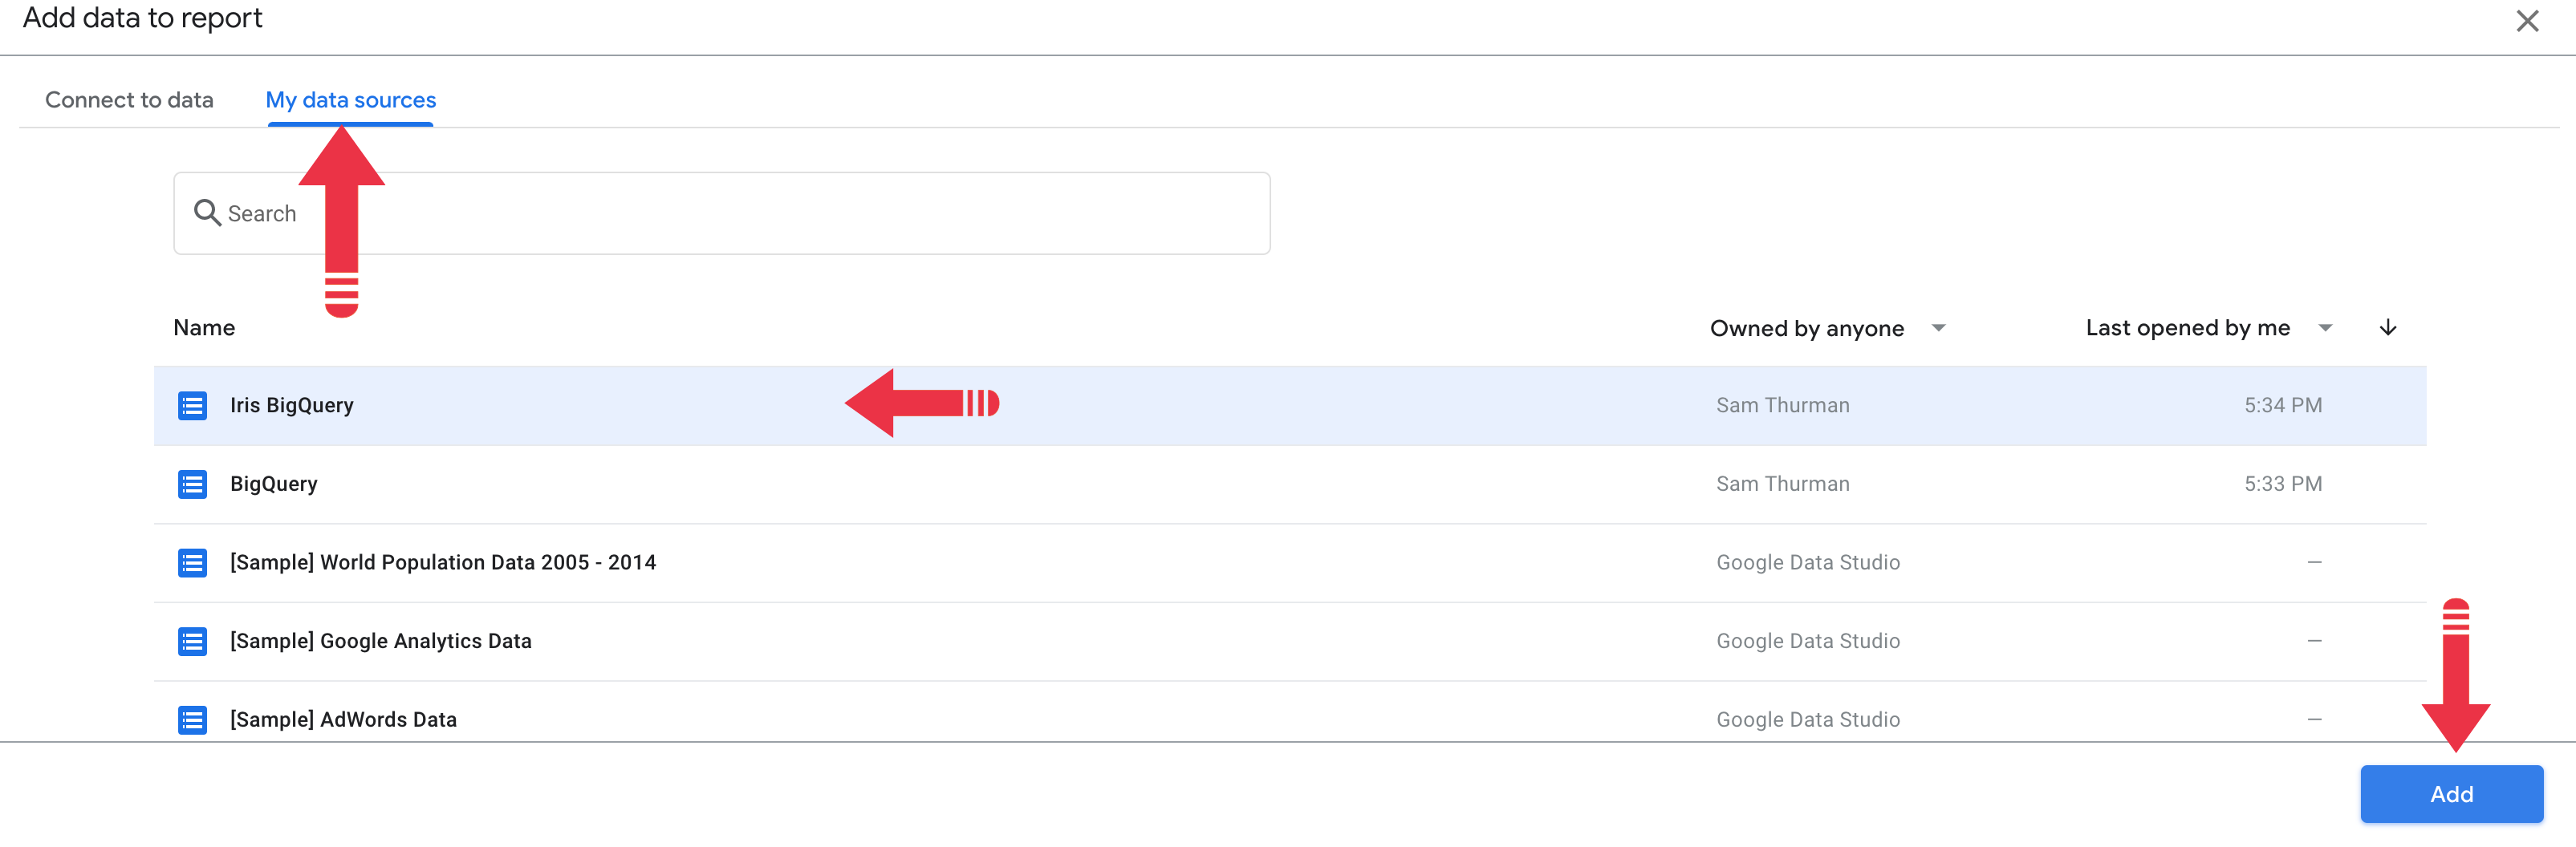 Add data to report
Connect to data My data sources
Search
Name Owned by anyone Last opened by me
Iris BigQuery Sam Thurman 5:34 PM
BigQuery Sam Thurman 5:33 PM
[Sample] World Population Data 2005 - 2014 Google Data Studio —
[Sample] Google Analytics Data Google Data Studio —
[Sample] AdWords Data Google Data Studio —
Add